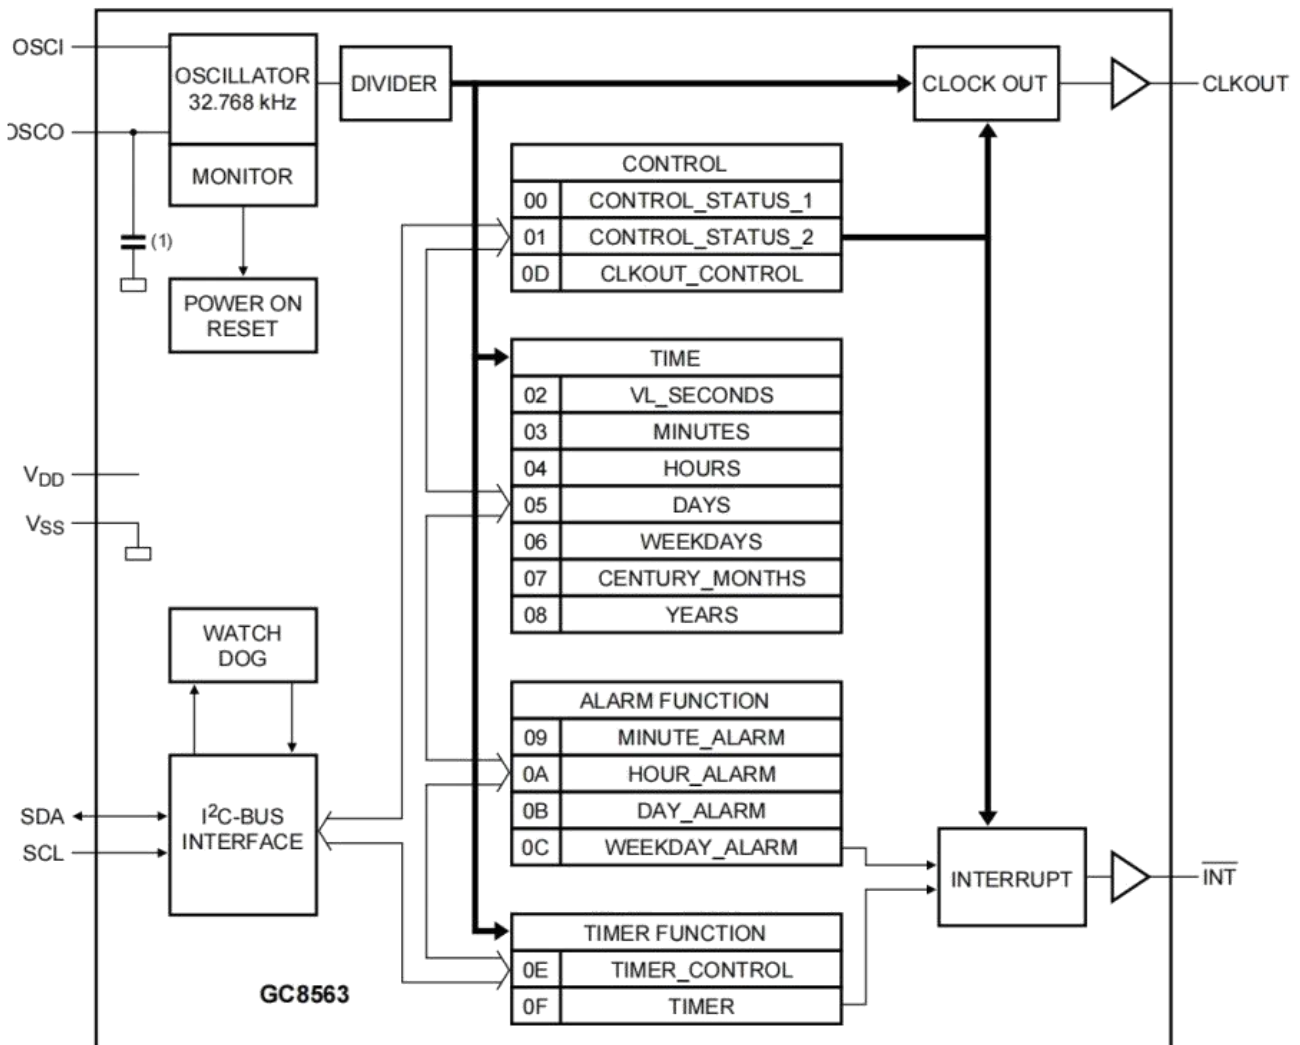 OSCI
OSCILLATOR
32.768 kHz
DIVIDER
CLOCK OUT
CLKOUT
OSCO
MONITOR
(1)
POWER ON
RESET
CONTROL
00 CONTROL_STATUS_1
01 CONTROL_STATUS_2
0D CLKOUT_CONTROL
TIME
02 VL_SECONDS
03 MINUTES
04 HOURS
05 DAYS
06 WEEKDAYS
07 CENTURY_MONTHS
08 YEARS
VDD
VSS
WATCH
DOG
ALARM FUNCTION
09 MINUTE_ALARM
0A HOUR_ALARM
0B DAY_ALARM
0C WEEKDAY_ALARM
SDA
SCL
I²C-BUS
INTERFACE
INTERRUPT
INT
TIMER FUNCTION
0E TIMER_CONTROL
0F TIMER
GC8563